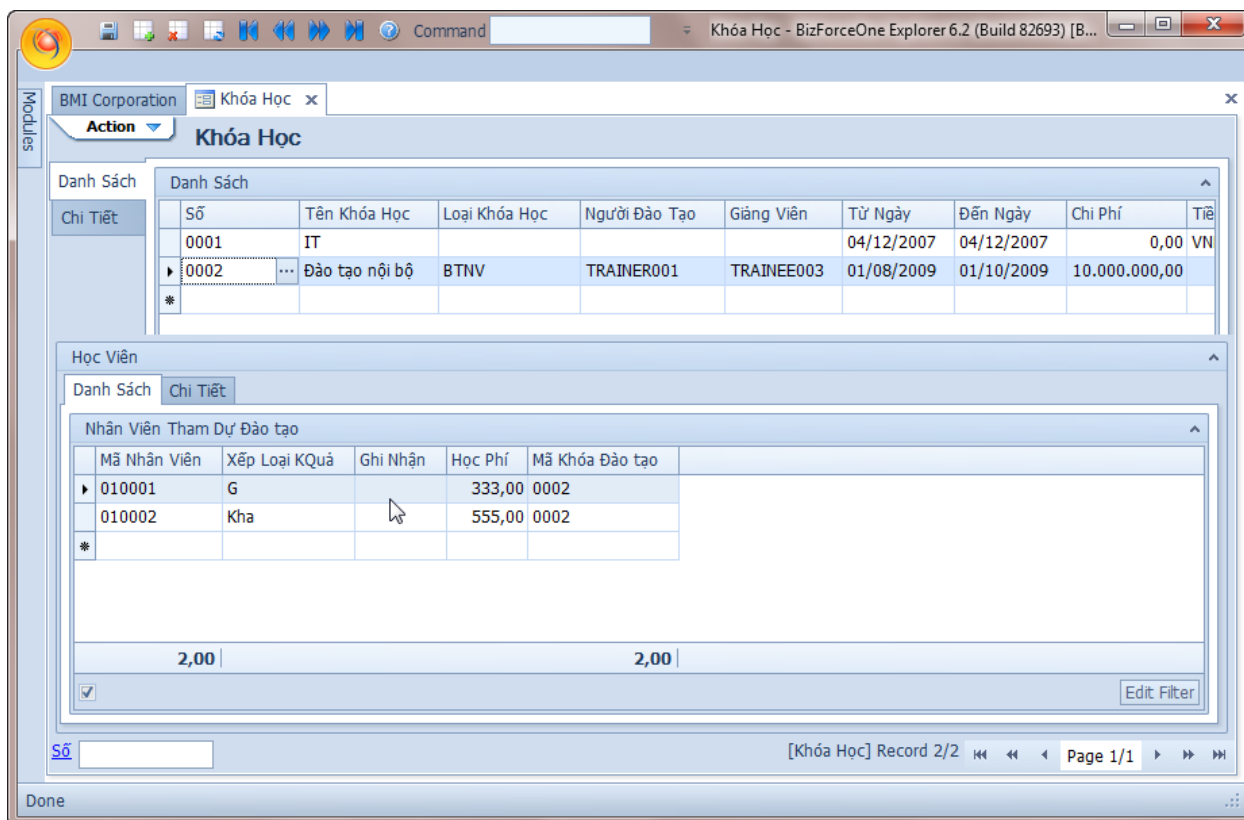 Command Khóa Học - BizForceOne Explorer 6.2 (Build 82693) [B...
Modules
BMI Corporation Khóa Học x
Action
Khóa Học
Danh Sách
Chi Tiết
Danh Sách
Số Tên Khóa Học Loại Khóa Học Người Đào Tạo Giảng Viên Từ Ngày Đến Ngày Chi Phí Tiề
0001 IT 04/12/2007 04/12/2007 0,00 VN
0002 ... Đào tạo nội bộ BTNV TRAINER001 TRAINEE003 01/08/2009 01/10/2009 10.000.000,00
Học Viên
Danh Sách Chi Tiết
Nhân Viên Tham Dự Đào tạo
Mã Nhân Viên Xếp Loại KQuả Ghi Nhận Học Phí Mã Khóa Đào tạo
010001 G 333,00 0002
010002 Kha 555,00 0002
2,00 2,00
Edit Filter
Số [Khóa Học] Record 2/2 Page 1/1
Done